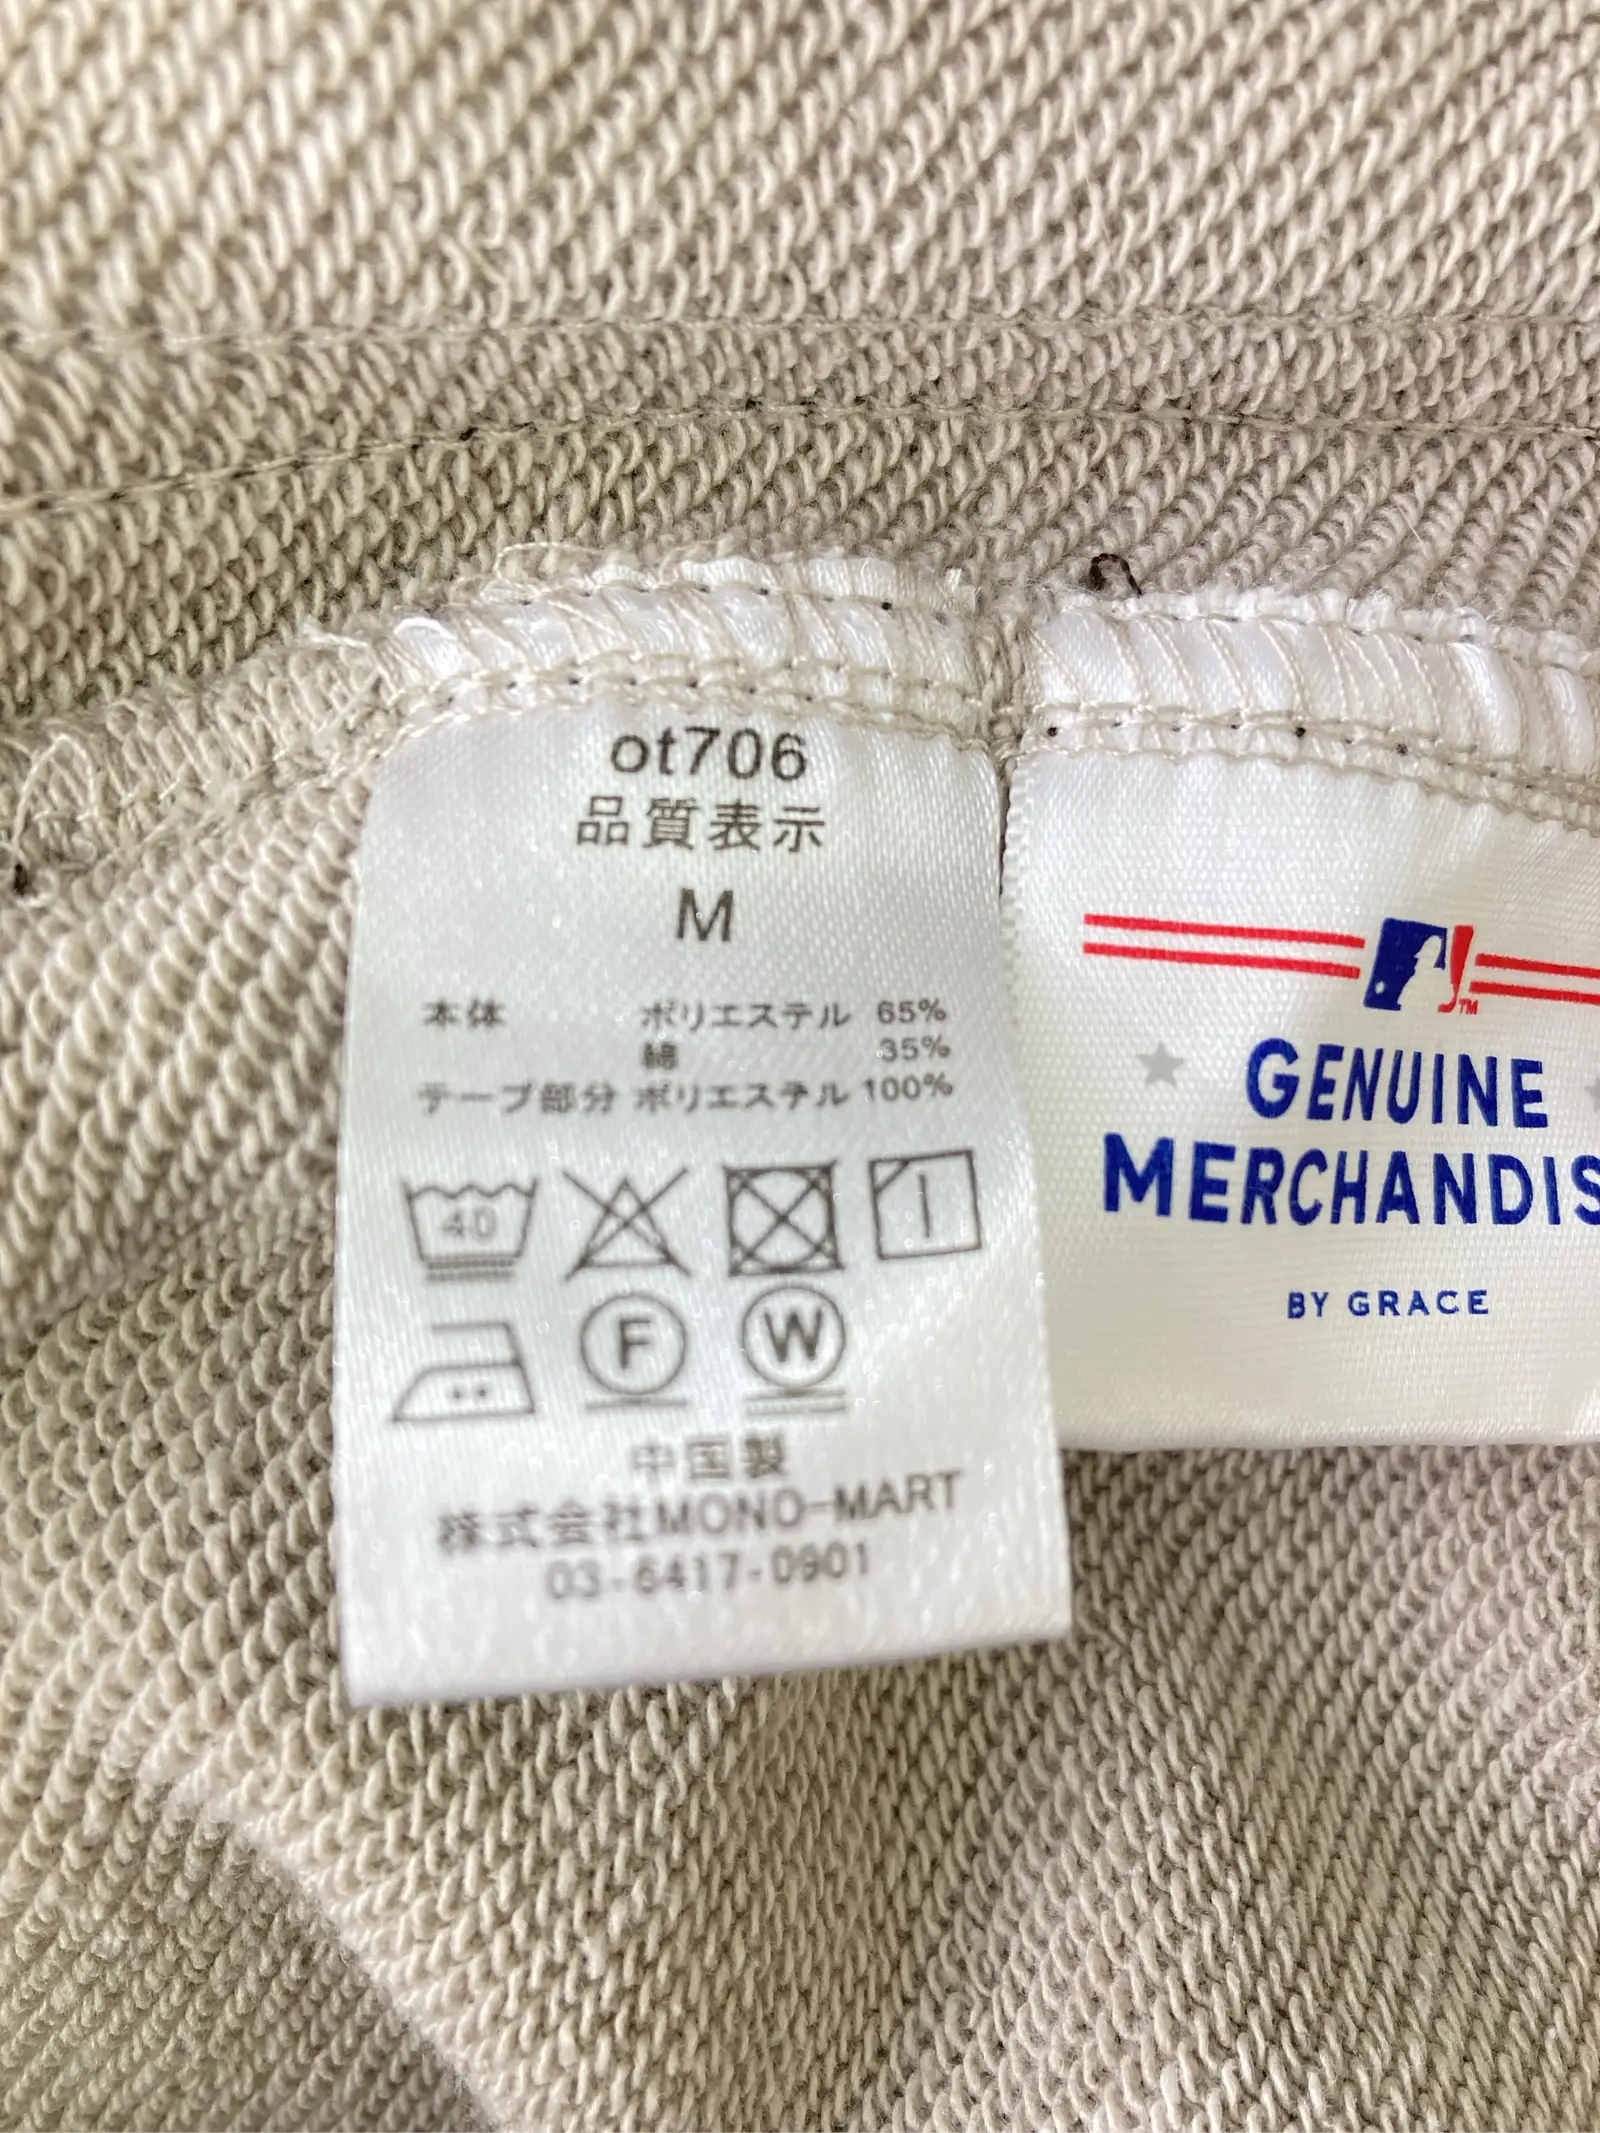 ot706
品質表示
M
本体 ポリエステル 65%
綿 35%
テープ部分 ポリエステル 100%
40
F W
中国製
株式会社MONO-MART
03-6417-0901
TM
GENUINE
MERCHANDIS
BY GRACE